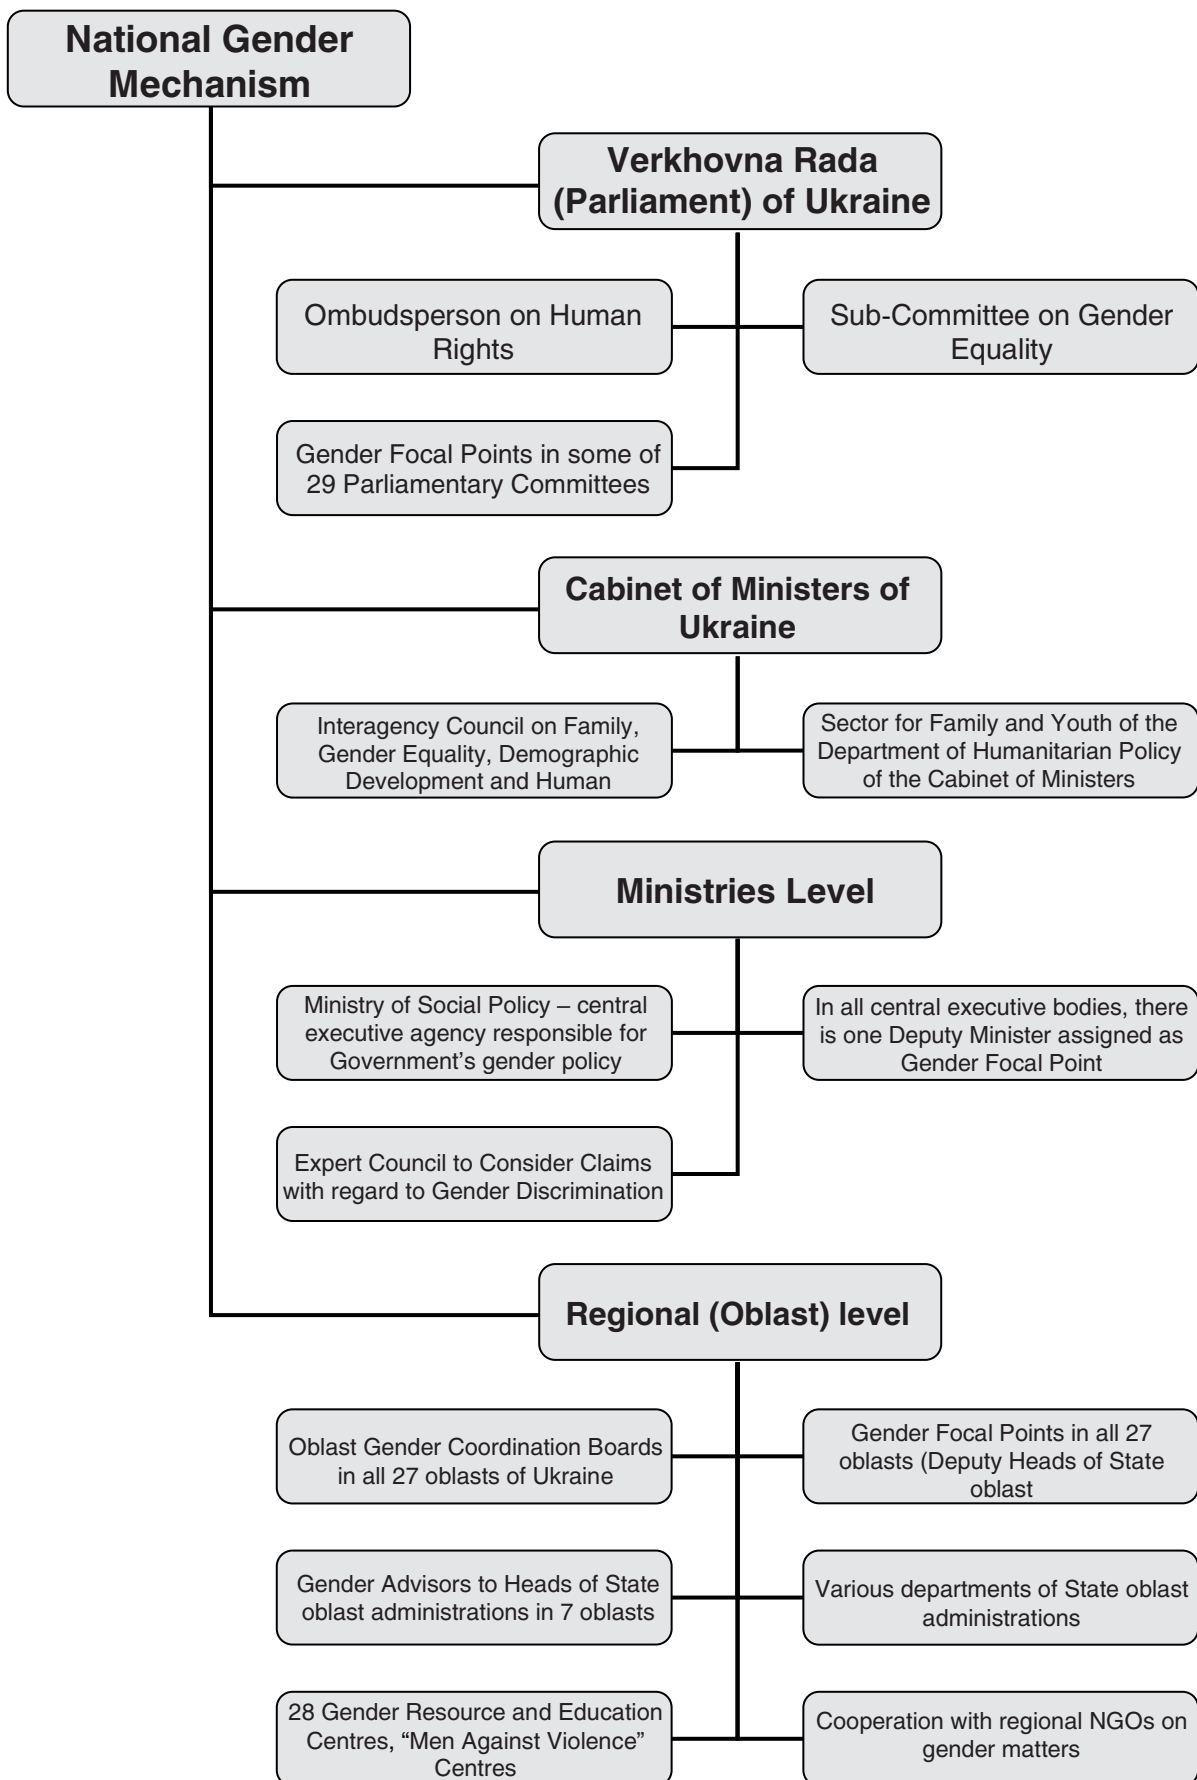 National Gender
Mechanism
Verkhovna Rada
(Parliament) of Ukraine
Ombudsperson on Human
Rights
Sub-Committee on Gender
Equality
Gender Focal Points in some of
29 Parliamentary Committees
Cabinet of Ministers of
Ukraine
Interagency Council on Family,
Gender Equality, Demographic
Development and Human
Sector for Family and Youth of the
Department of Humanitarian Policy
of the Cabinet of Ministers
Ministries Level
Ministry of Social Policy – central
executive agency responsible for
Government’s gender policy
In all central executive bodies, there
is one Deputy Minister assigned as
Gender Focal Point
Expert Council to Consider Claims
with regard to Gender Discrimination
Regional (Oblast) level
Oblast Gender Coordination Boards
in all 27 oblasts of Ukraine
Gender Focal Points in all 27
oblasts (Deputy Heads of State
oblast
Gender Advisors to Heads of State
oblast administrations in 7 oblasts
Various departments of State oblast
administrations
28 Gender Resource and Education
Centres, “Men Against Violence”
Centres
Cooperation with regional NGOs on
gender matters